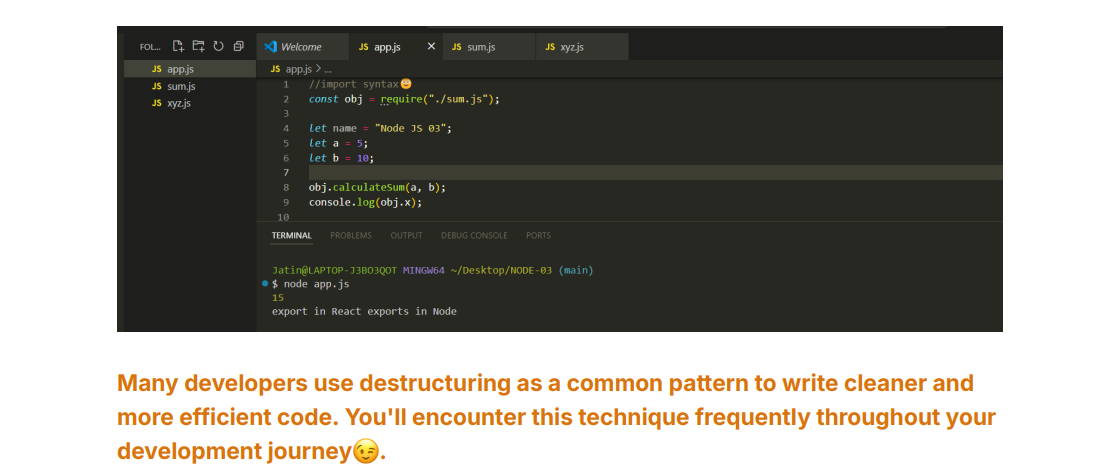 FOL...
Welcome
JS app.js ×
JS sum.js
JS xyz.js
JS app.js
JS sum.js
JS xyz.js
JS app.js > ...
1 //import syntax😀
2 const obj = require("./sum.js");
3
4 let name = "Node JS 03";
5 let a = 5;
6 let b = 10;
7
8 obj.calculateSum(a, b);
9 console.log(obj.x);
10
TERMINAL PROBLEMS OUTPUT DEBUG CONSOLE PORTS
Jatin@LAPTOP-J3BO3QOT MINGW64 ~/Desktop/NODE-03 (main)
$ node app.js
15
export in React exports in Node
Many developers use destructuring as a common pattern to write cleaner and
more efficient code. You'll encounter this technique frequently throughout your
development journey😉.